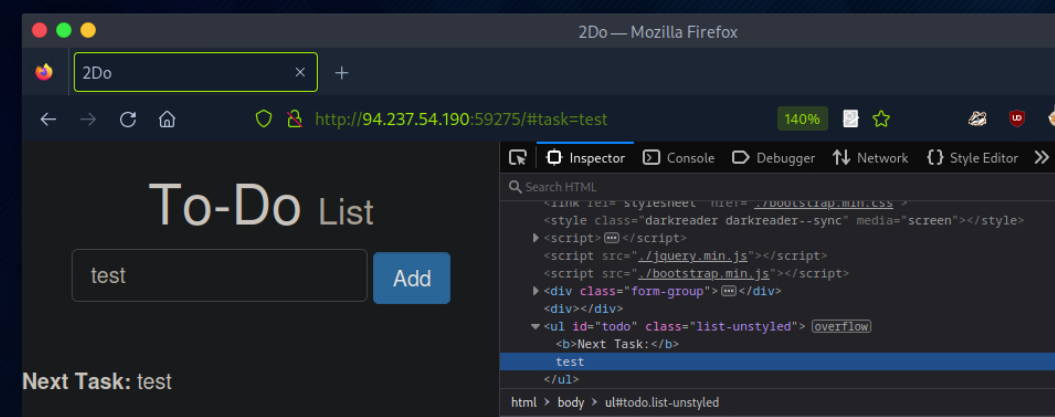 2Do — Mozilla Firefox
2Do × +
http://94.237.54.190:59275/#task=test 140%
Inspector Console Debugger Network Style Editor
To-Do List
test Add
Next Task: test
Search HTML
<link rel="stylesheet" href="./bootstrap.min.css">
<style class="darkreader darkreader--sync" media="screen"></style>
<script></script>
<script src="./jquery.min.js"></script>
<script src="./bootstrap.min.js"></script>
<div class="form-group"></div>
<div></div>
<ul id="todo" class="list-unstyled> overflow
<b>Next Task:</b>
test
</ul>
html > body > ul#todo.list-unstyled